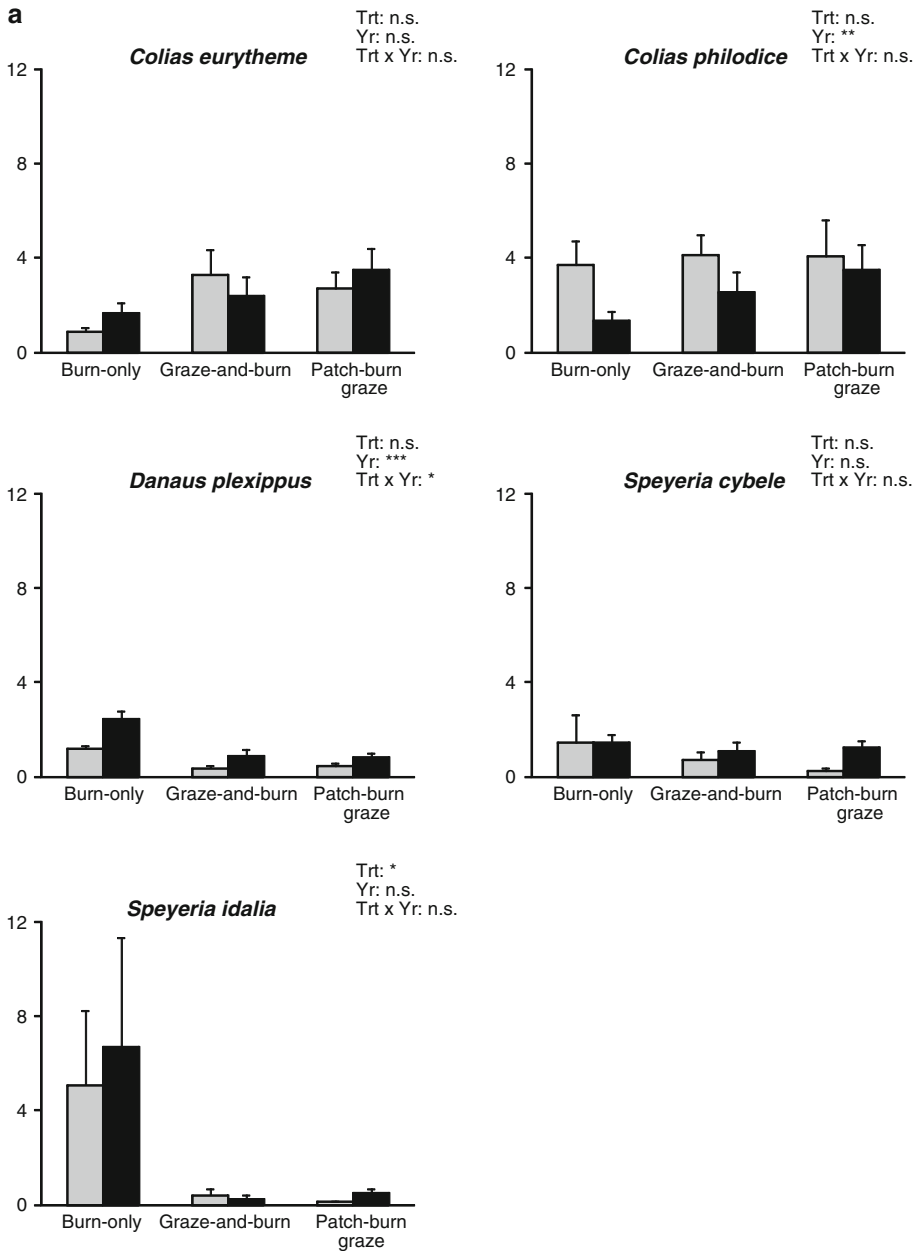 a
Trt: n.s.
Yr: n.s.
Trt x Yr: n.s.
Colias eurytheme
12
8
4
0
Burn-only Graze-and-burn Patch-burn
graze
Trt: n.s.
Yr: **
Trt x Yr: n.s.
Colias philodice
12
8
4
0
Burn-only Graze-and-burn Patch-burn
graze
Trt: n.s.
Yr: ***
Trt x Yr: *
Danaus plexippus
12
8
4
0
Burn-only Graze-and-burn Patch-burn
graze
Trt: n.s.
Yr: n.s.
Trt x Yr: n.s.
Speyeria cybele
12
8
4
0
Burn-only Graze-and-burn Patch-burn
graze
Trt: *
Yr: n.s.
Trt x Yr: n.s.
Speyeria idalia
12
8
4
0
Burn-only Graze-and-burn Patch-burn
graze